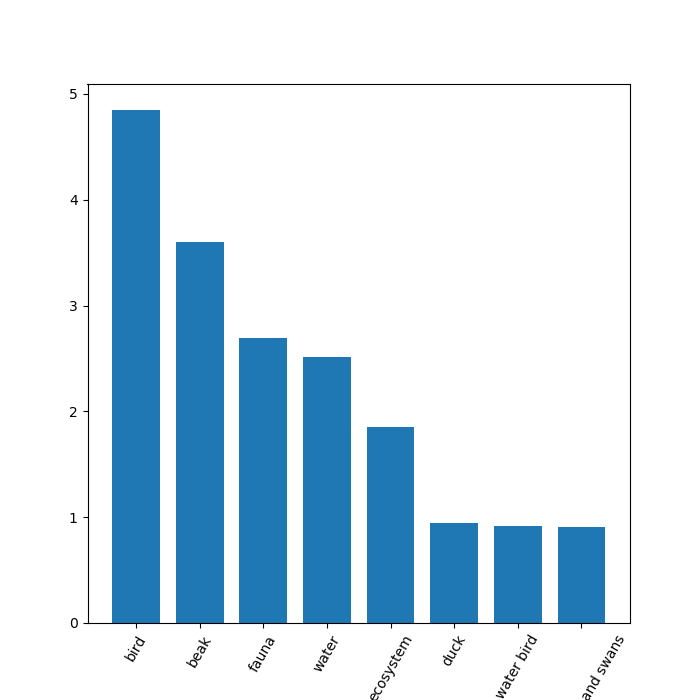 5
4
3
2
1
0
bird
beak
fauna
water
ecosystem
duck
water bird
and swans